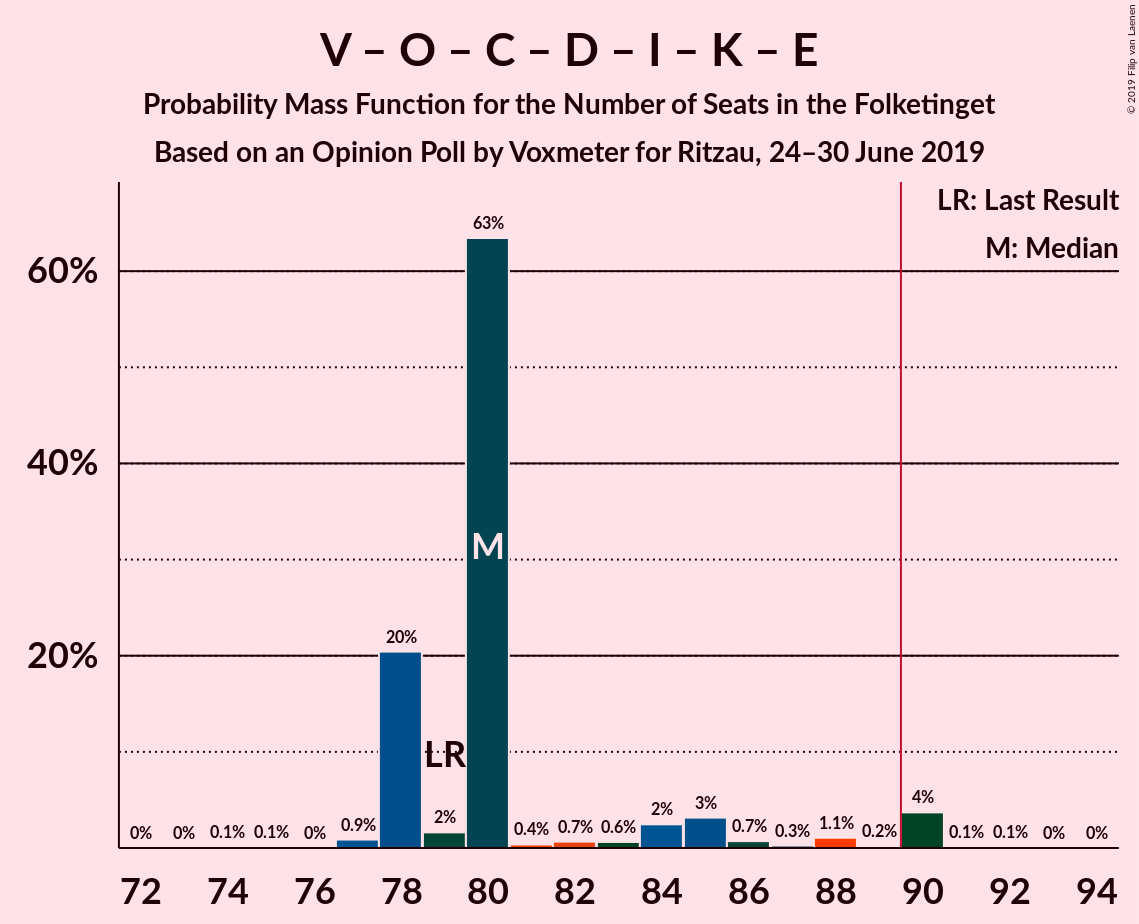 V – O – C – D – I – K – E
Probability Mass Function for the Number of Seats in the Folketinget
Based on an Opinion Poll by Voxmeter for Ritzau, 24–30 June 2019
© 2019 Filip van Laenen
LR: Last Result
M: Median
60%
40%
20%
0% 0% 0.1% 0.1% 0% 0.9% 20% 2% 63% 0.4% 0.7% 0.6% 2% 3% 0.7% 0.3% 1.1% 0.2% 4% 0.1% 0.1% 0% 0%
LR
M
72 74 76 78 80 82 84 86 88 90 92 94